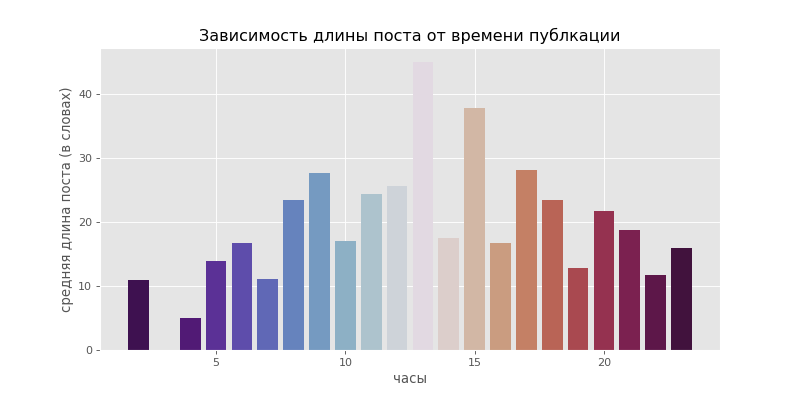 Зависимость длины поста от времени публкации
средняя длина поста (в словах)
40
30
20
10
0
5 10 15 20
часы